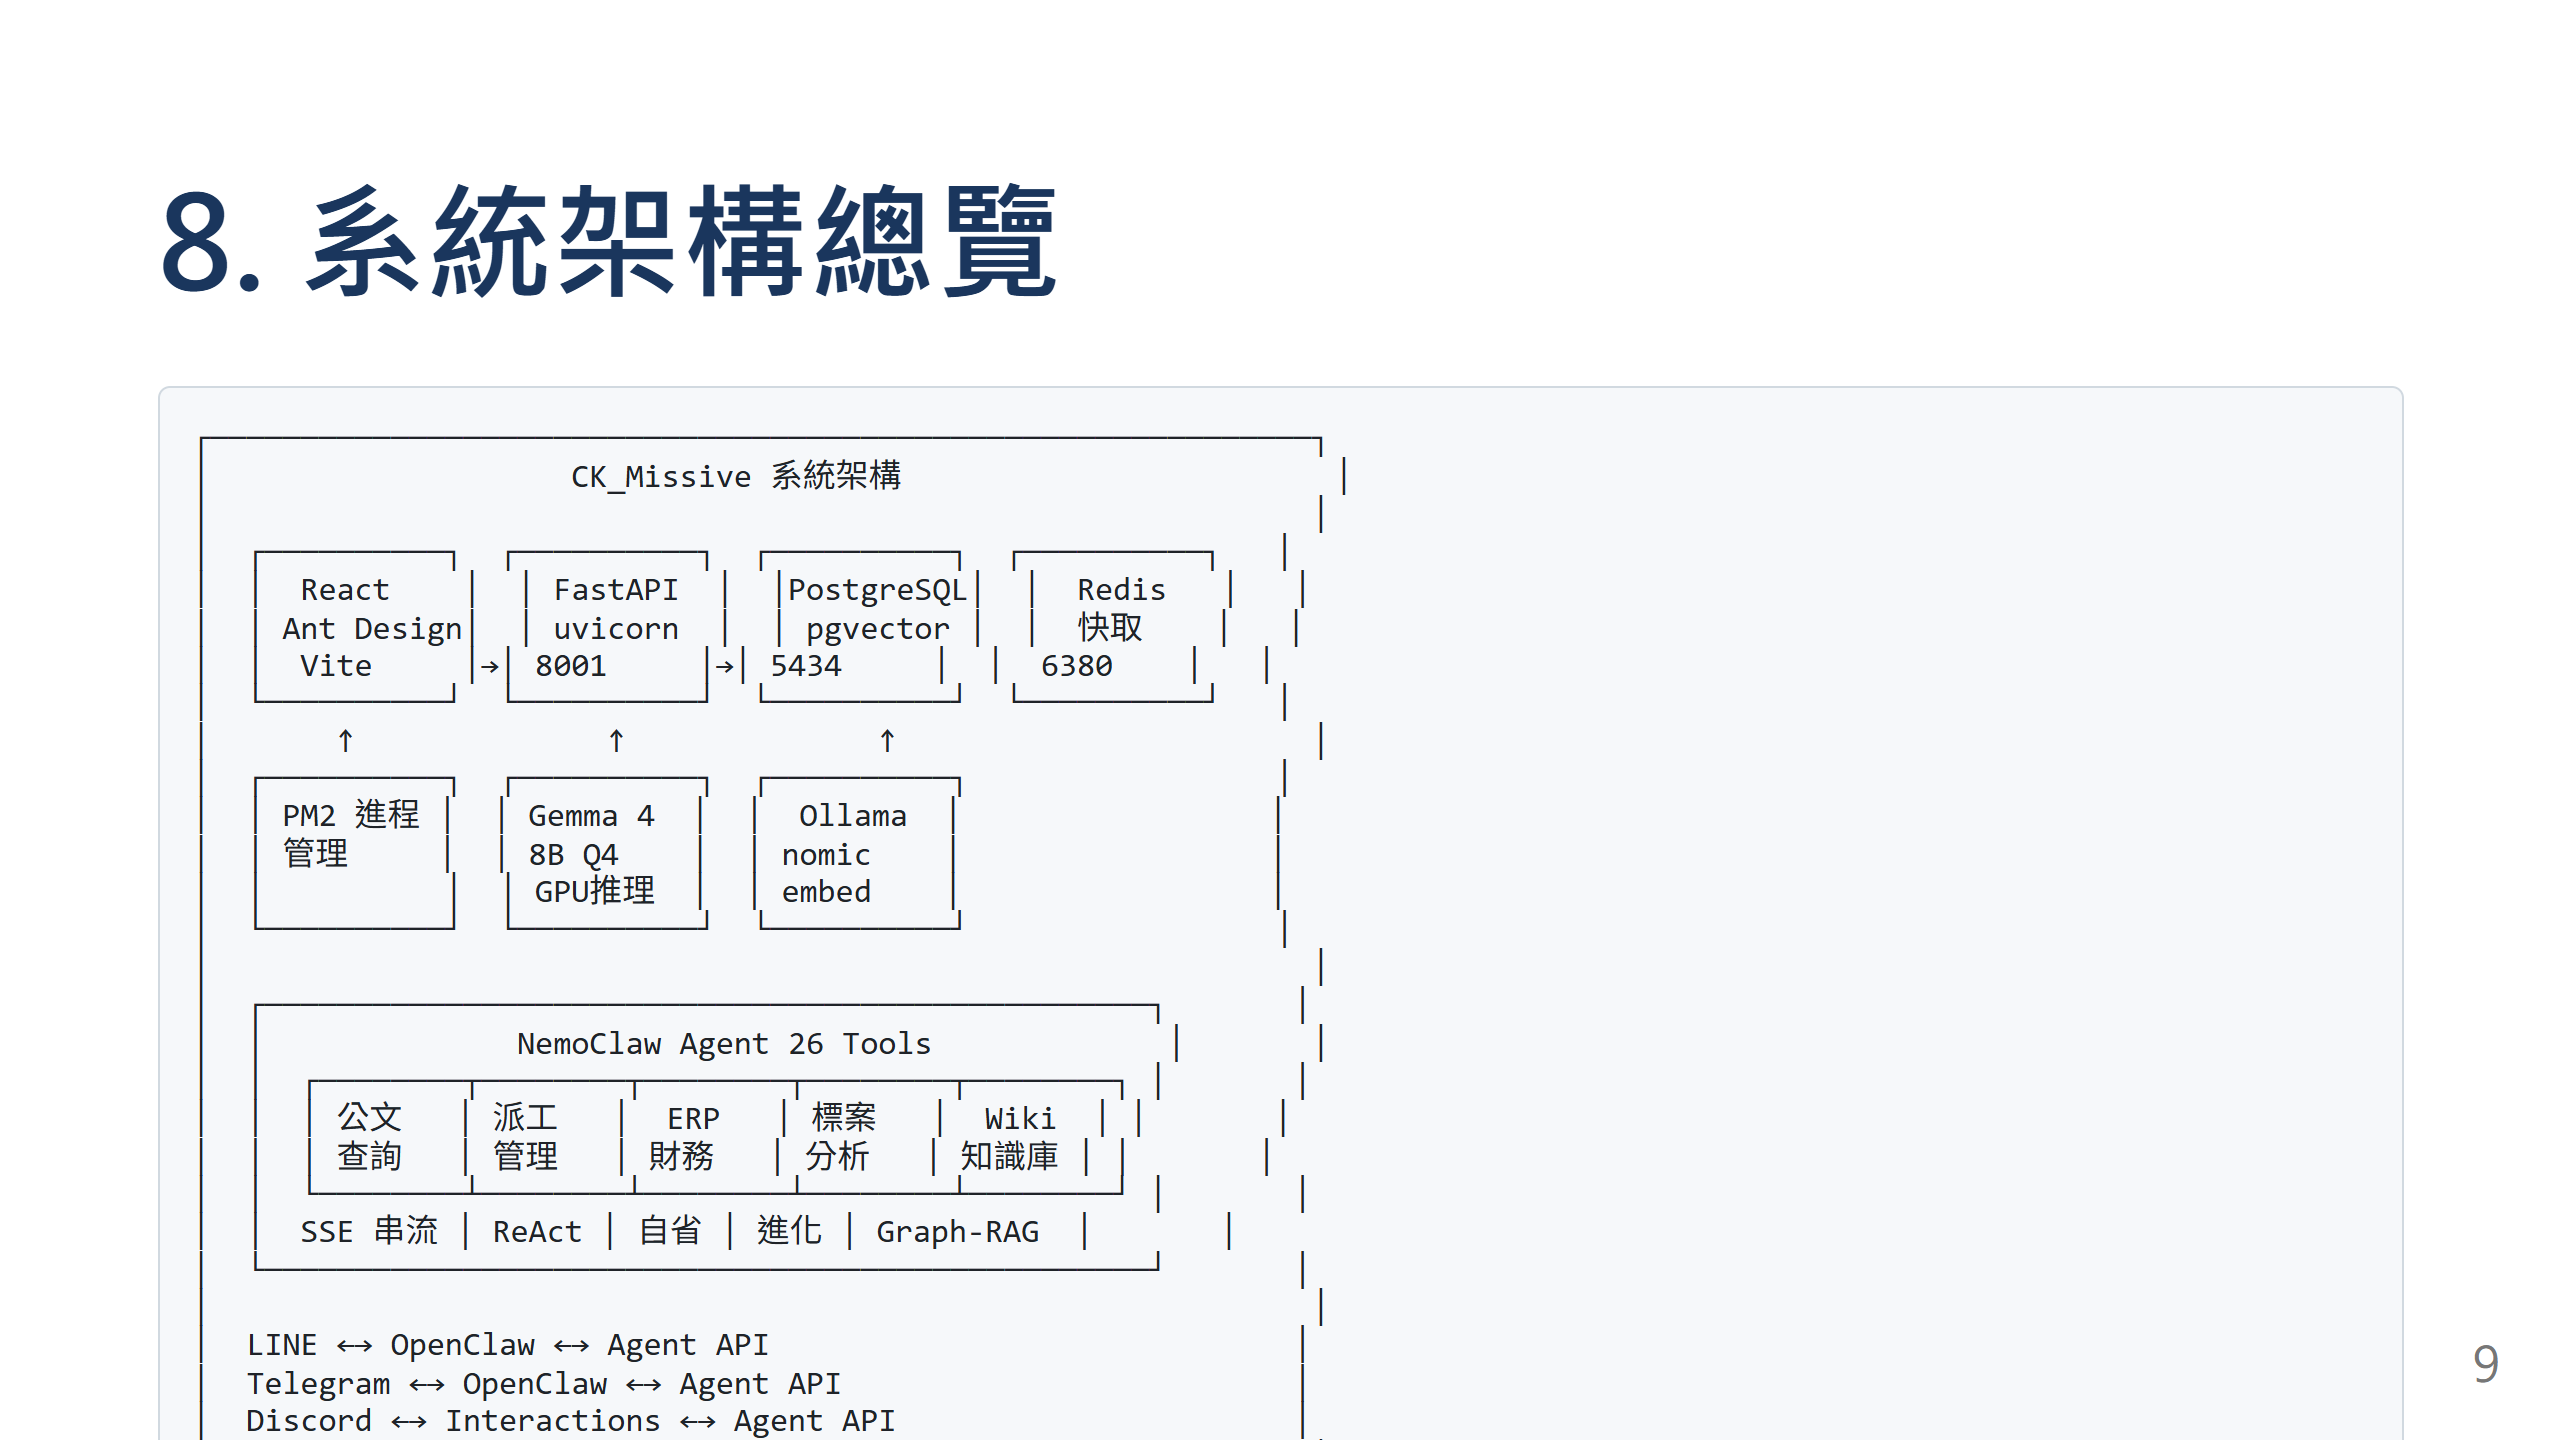 8. 系統架構總覽
CK_Missive 系統架構
React FastAPI PostgreSQL Redis
Ant Design uvicorn pgvector 快取
Vite → 8001 → 5434 6380
↑ ↑ ↑
PM2 進程 Gemma 4 Ollama
管理 8B Q4 nomic
GPU推理 embed
NemoClaw Agent 26 Tools
公文 派工 ERP 標案 Wiki
查詢 管理 財務 分析 知識庫
SSE 串流 │ ReAct │ 自省 │ 進化 │ Graph-RAG
LINE ↔ OpenClaw ↔ Agent API
Telegram ↔ OpenClaw ↔ Agent API
Discord ↔ Interactions ↔ Agent API
9